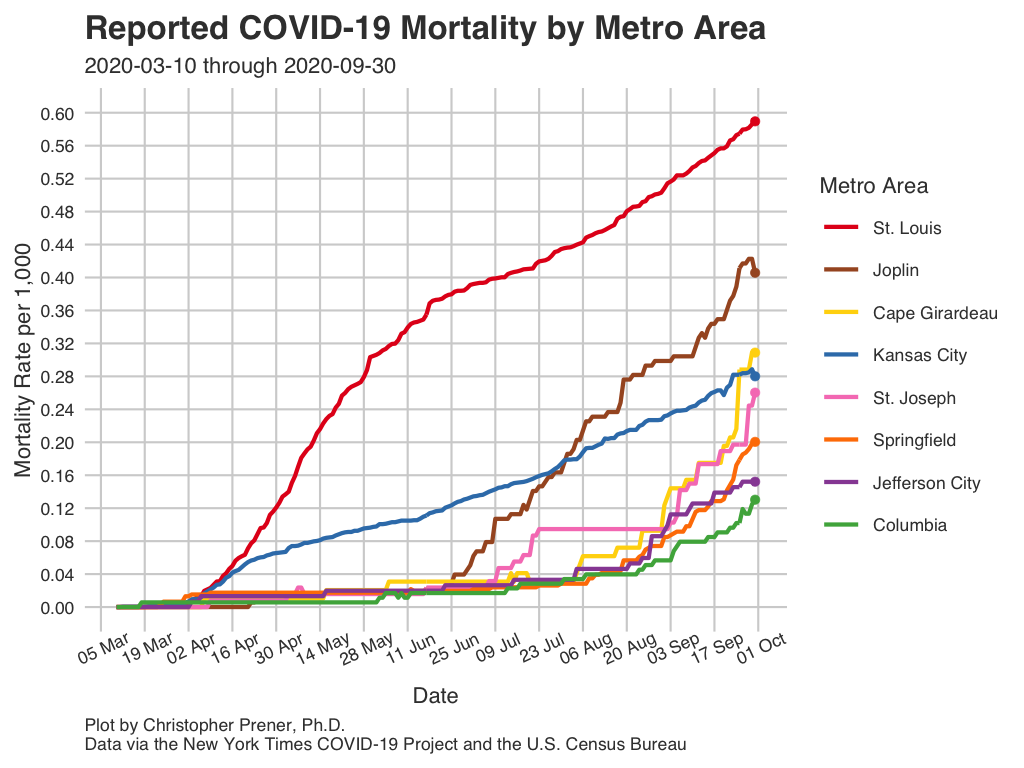 Reported COVID-19 Mortality by Metro Area
2020-03-10 through 2020-09-30
Mortality Rate per 1,000
0.60
0.56
0.52
0.48
0.44
0.40
0.36
0.32
0.28
0.24
0.20
0.16
0.12
0.08
0.04
0.00
05 Mar
19 Mar
02 Apr
16 Apr
30 Apr
14 May
28 May
11 Jun
25 Jun
09 Jul
23 Jul
06 Aug
20 Aug
03 Sep
17 Sep
01 Oct
Date
Metro Area
St. Louis
Joplin
Cape Girardeau
Kansas City
St. Joseph
Springfield
Jefferson City
Columbia
Plot by Christopher Prener, Ph.D.
Data via the New York Times COVID-19 Project and the U.S. Census Bureau